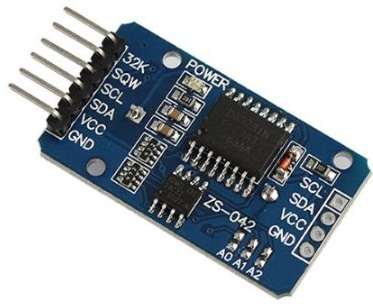 32K
SQW
SCL
SDA
VCC
GND
POWER
ZS-042
SCL
SDA
VCC
GND
A0 A1 A2